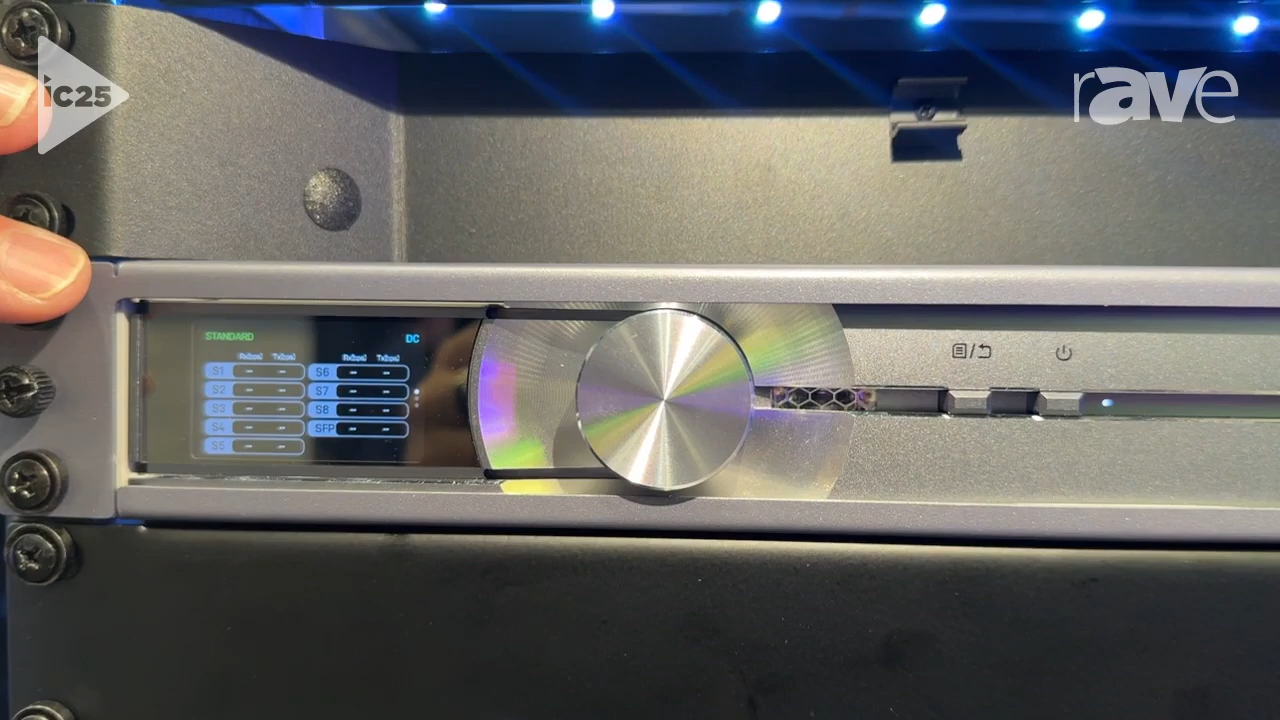 iC25
rAVe
STANDARD DC
Rx(bps) Tx(bps) Rx(bps) Tx(bps)
S1 S6
S2 S7
S3 S8
S4 SFP
S5